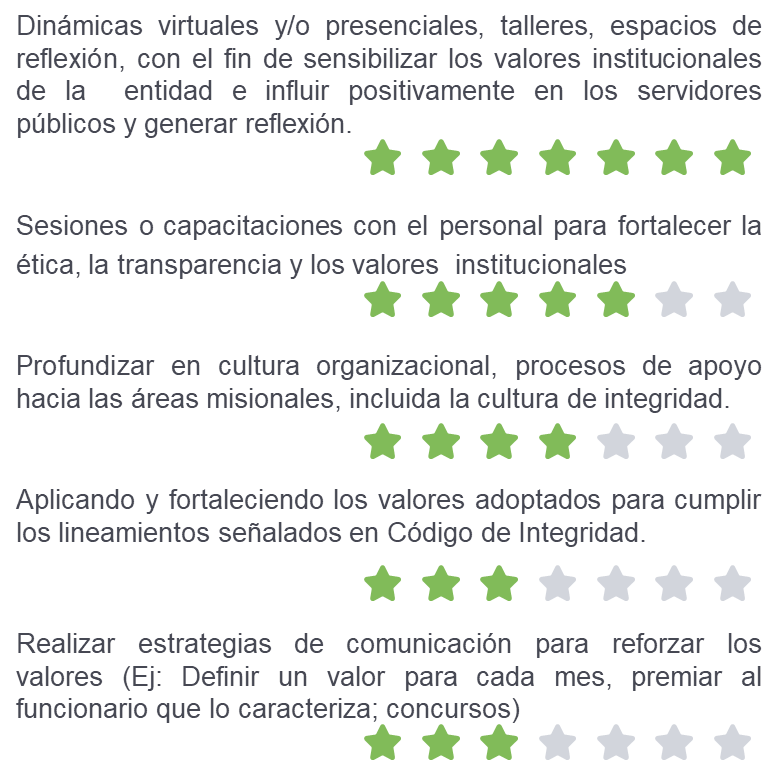 Dinámicas virtuales y/o presenciales, talleres, espacios de
reflexión, con el fin de sensibilizar los valores institucionales
de la entidad e influir positivamente en los servidores
públicos y generar reflexión.
Sesiones o capacitaciones con el personal para fortalecer la
ética, la transparencia y los valores institucionales
Profundizar en cultura organizacional, procesos de apoyo
hacia las áreas misionales, incluida la cultura de integridad.
Aplicando y fortaleciendo los valores adoptados para cumplir
los lineamientos señalados en Código de Integridad.
Realizar estrategias de comunicación para reforzar los
valores (Ej: Definir un valor para cada mes, premiar al
funcionario que lo caracteriza; concursos)